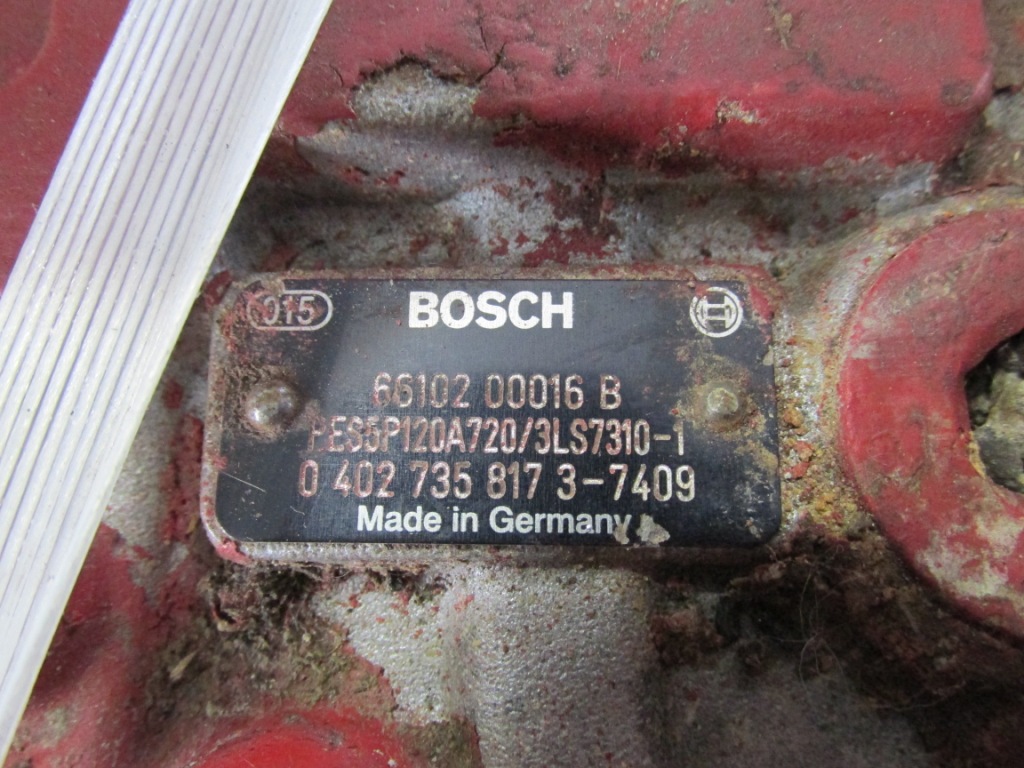 015 BOSCH
66102 00016 B
PES5P120A720/3LS7310-1
0 402 735 817 3-7409
Made in Germany